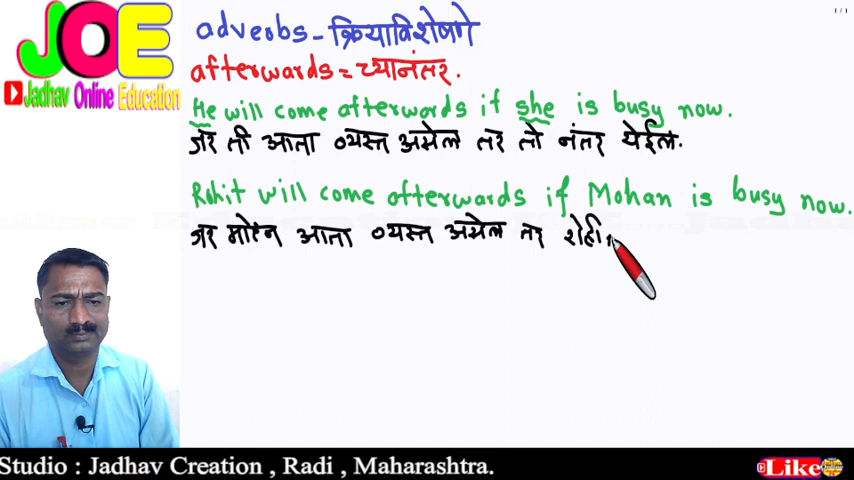 JOE
Jadhav Online Education
1/1
adverbs - क्रियाविशेषणे
afterwards = त्यानंतर.
He will come afterwards if she is busy now.
जर ती आता व्यस्त असेल तर तो नंतर येईल.
Rohit will come afterwards if Mohan is busy now.
जर मोहन आता व्यस्त असेल तर रोही
Studio : Jadhav Creation , Radi , Maharashtra.
Like